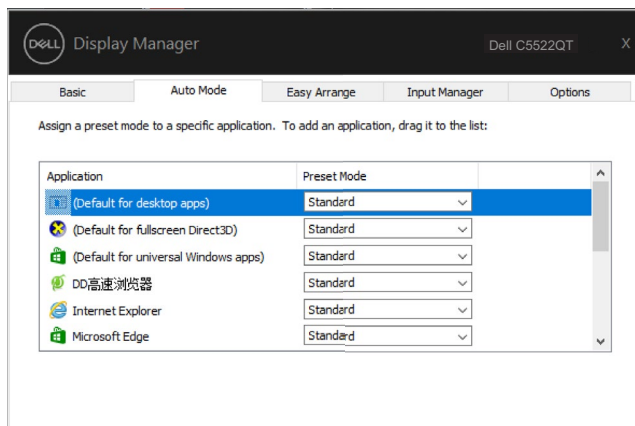 DELL Display Manager Dell C5522QT X
Basic Auto Mode Easy Arrange Input Manager Options
Assign a preset mode to a specific application. To add an application, drag it to the list:
Application Preset Mode
(Default for desktop apps) Standard
(Default for fullscreen Direct3D) Standard
(Default for universal Windows apps) Standard
DD高速浏览器 Standard
Internet Explorer Standard
Microsoft Edge Standard